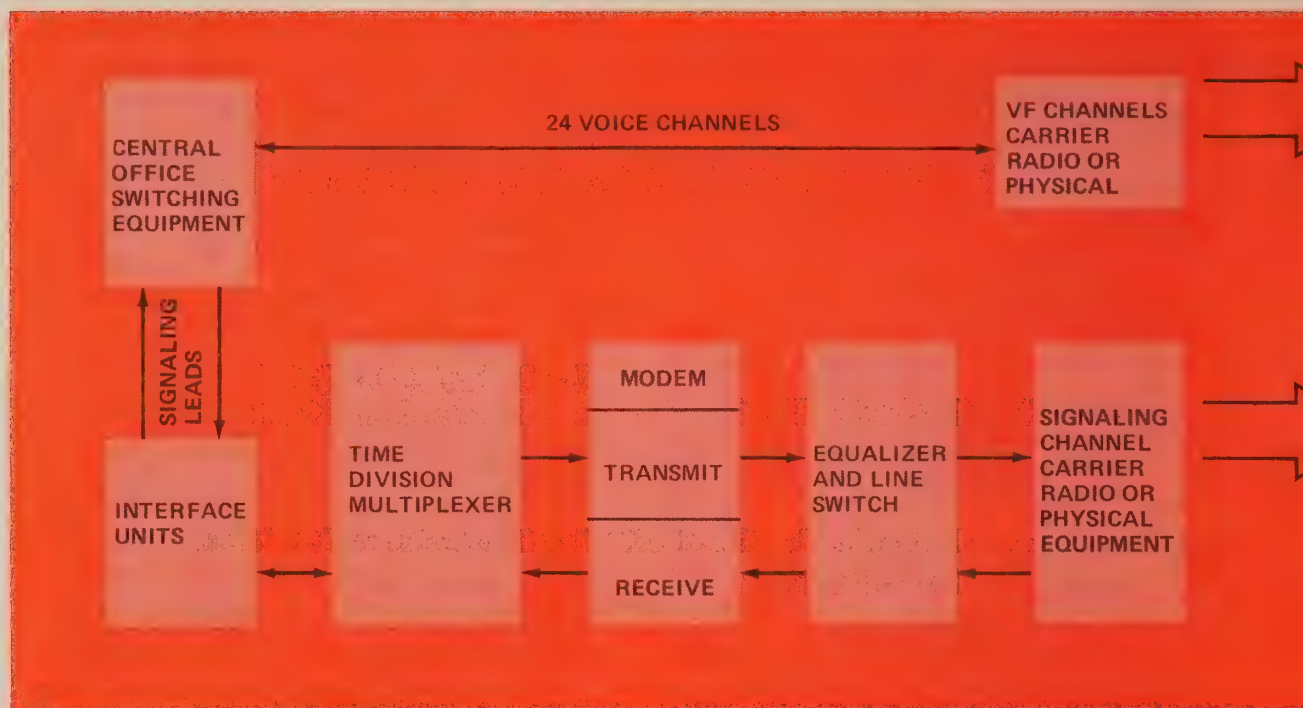 CENTRAL
OFFICE
SWITCHING
EQUIPMENT
24 VOICE CHANNELS
VF CHANNELS
CARRIER
RADIO OR
PHYSICAL
SIGNALING
LEADS
INTERFACE
UNITS
TIME
DIVISION
MULTIPLEXER
MODEM
TRANSMIT
RECEIVE
EQUALIZER
AND LINE
SWITCH
SIGNALING
CHANNEL
CARRIER
RADIO OR
PHYSICAL
EQUIPMENT